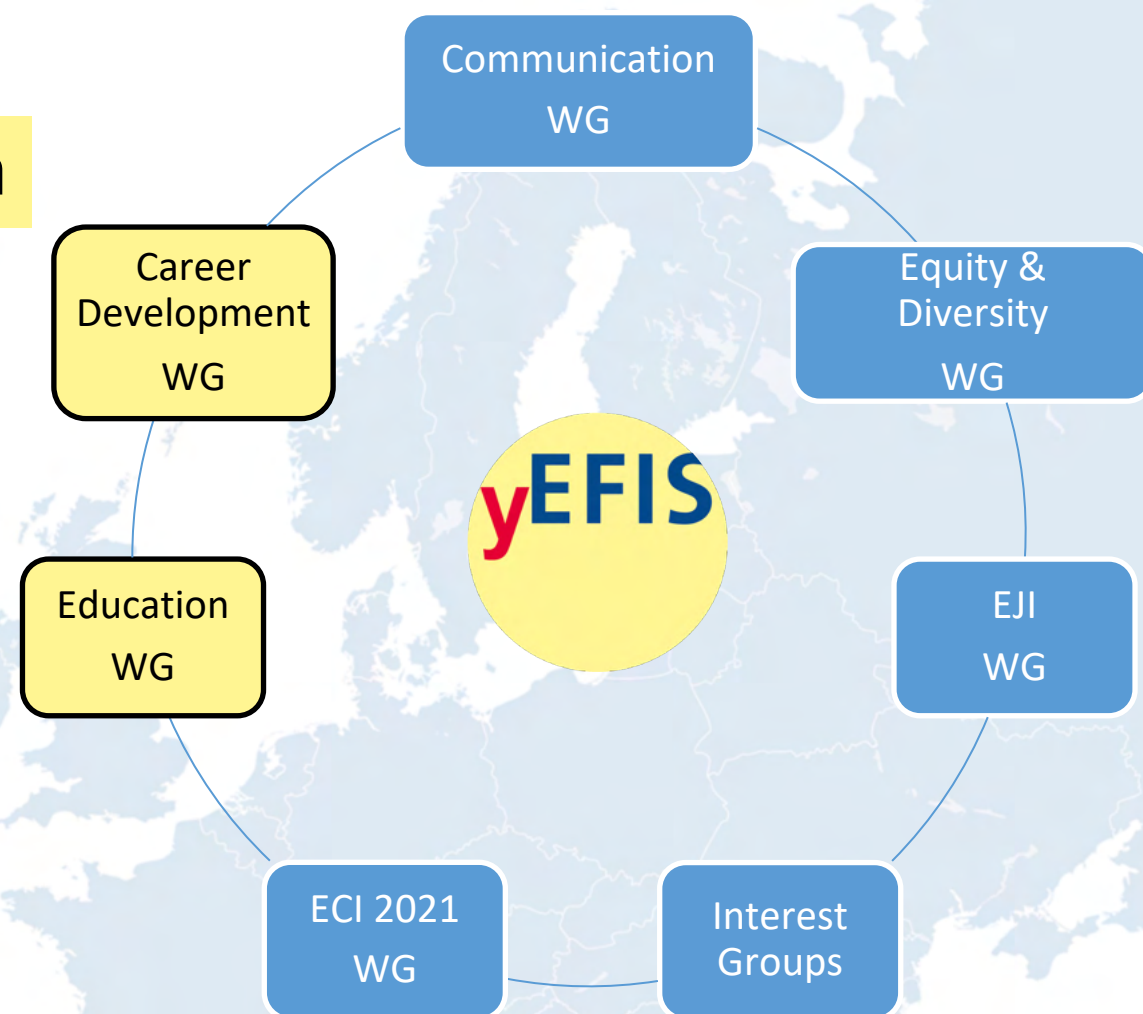 Communication
WG
Career
Development
WG
Equity &
Diversity
WG
yEFIS
Education
WG
EJI
WG
ECI 2021
WG
Interest
Groups